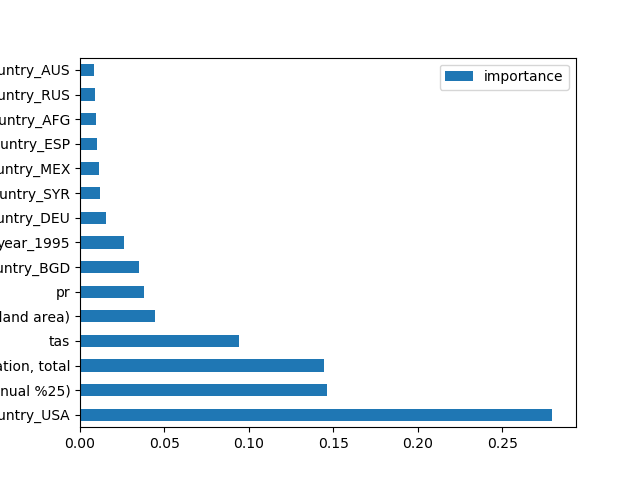 untry_AUS
untry_RUS
untry_AFG
untry_ESP
untry_MEX
untry_SYR
untry_DEU
year_1995
untry_BGD
pr
land area)
tas
ation, total
nual %25)
untry_USA
importance
0.00 0.05 0.10 0.15 0.20 0.25